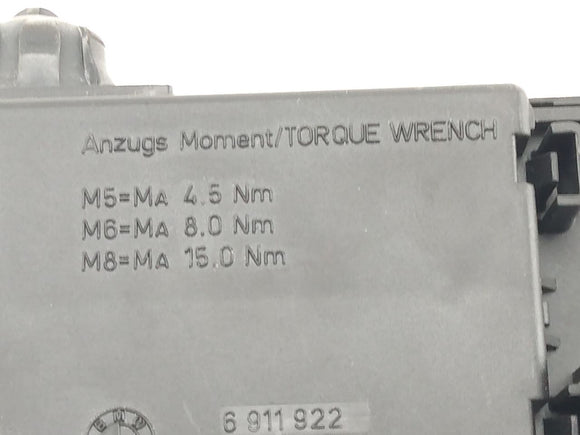 Anzugs Moment/TORQUE WRENCH
M5=MA 4.5 Nm
M6=MA 8.0 Nm
M8=MA 15.0 Nm
6 911 922